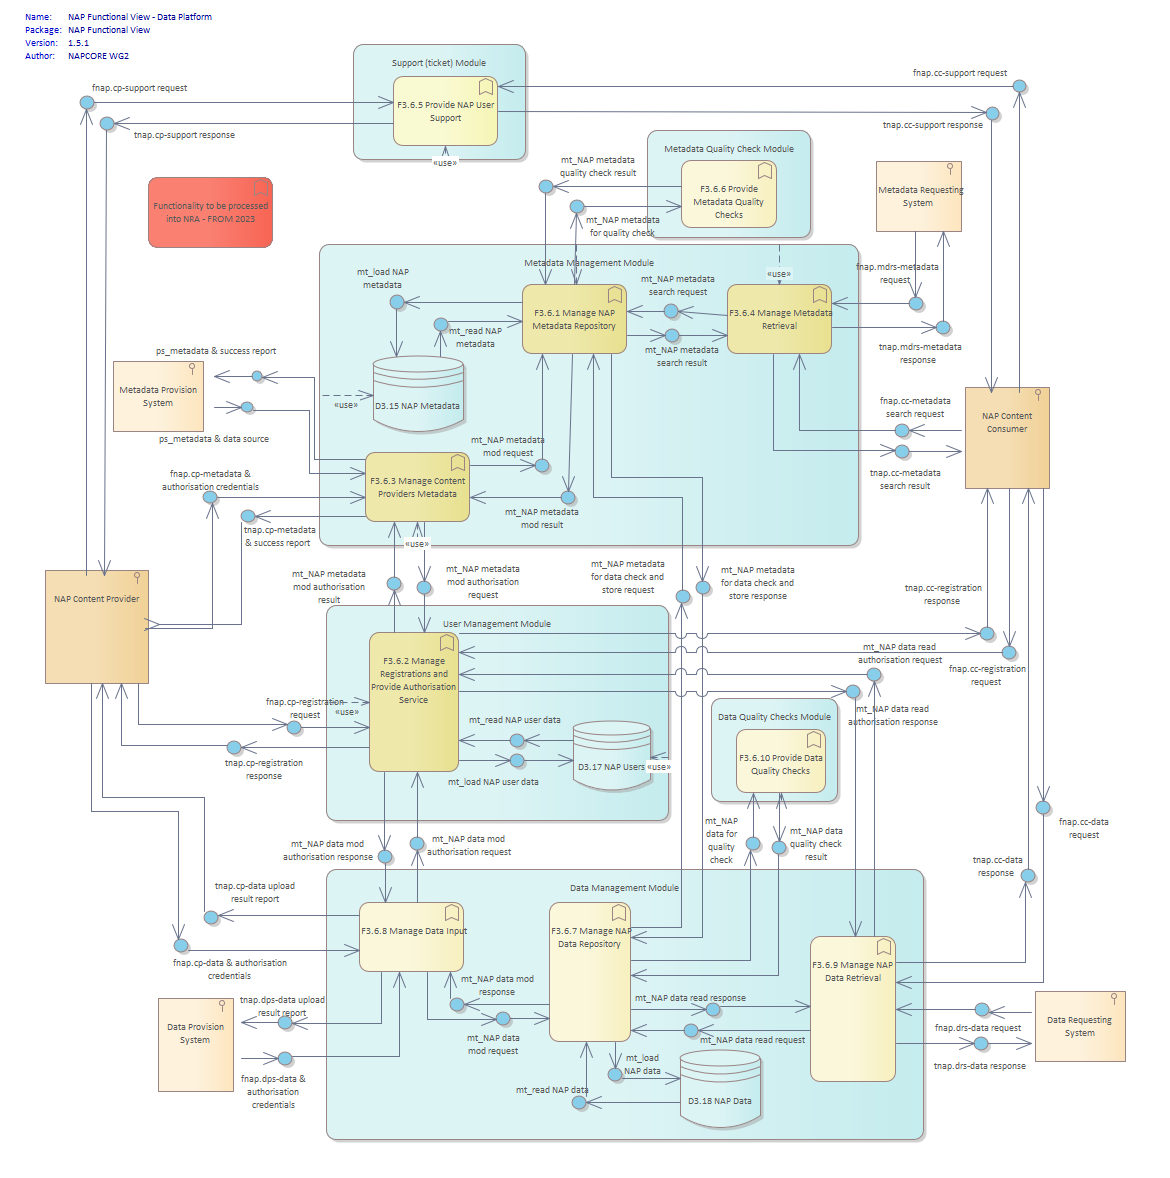 Name: NAP Functional View - Data Platform
Package: NAP Functional View
Version: 1.5.1
Author: NAPCORE WG2
Support (ticket) Module
fnap.cp-support request
fnap.cc-support request
F3.6.5 Provide NAP User
Support
tnap.cp-support response
tnap.cc-support response
«use»
Metadata Quality Check Module
mt_NAP metadata
quality check result
F3.6.6 Provide
Metadata Quality
Checks
mt_NAP metadata
for quality check
Metadata Requesting
System
Functionality to be processed
into NRA - FROM 2023
Metadata Management Module
mt_load NAP
metadata
mt_NAP metadata
search request
«use»
fnap.mdrs-metadata
request
F3.6.1 Manage NAP
Metadata Repository
F3.6.4 Manage Metadata
Retrieval
mt_read NAP
metadata
mt_NAP metadata
search result
tnap.mdrs-metadata
response
ps_metadata & success report
Metadata Provision
System
«use»
D3.15 NAP Metadata
fnap.cc-metadata
search request
NAP Content
Consumer
ps_metadata & data source
mt_NAP metadata
mod request
tnap.cc-metadata
search result
fnap.cp-metadata &
authorisation credentials
F3.6.3 Manage Content
Providers Metadata
mt_NAP metadata
mod result
tnap.cp-metadata
& success report
«use»
mt_NAP metadata
mod authorisation
result
mt_NAP metadata
mod authorisation
request
mt_NAP metadata
for data check and
store request
mt_NAP metadata
for data check and
store response
tnap.cc-registration
response
NAP Content Provider
User Management Module
mt_NAP data read
authorisation request
fnap.cc-registration
request
F3.6.2 Manage
Registrations and
Provide Authorisation
Service
fnap.cp-registration
request
«use»
mt_NAP data read
authorisation response
Data Quality Checks Module
mt_read NAP user data
F3.6.10 Provide Data
Quality Checks
tnap.cp-registration
response
D3.17 NAP Users
«use»
mt_load NAP user data
mt_NAP
data for
quality
check
mt_NAP data
quality check
result
fnap.cc-data
request
mt_NAP data mod
authorisation response
mt_NAP data mod
authorisation request
tnap.cc-data
response
Data Management Module
tnap.cp-data upload
result report
F3.6.8 Manage Data Input
F3.6.7 Manage NAP
Data Repository
F3.6.9 Manage NAP
Data Retrieval
fnap.cp-data & authorisation
credentials
mt_NAP data mod
response
tnap.dps-data upload
result report
mt_NAP data read response
Data Provision
System
mt_NAP data
mod request
mt_NAP data read request
fnap.drs-data request
Data Requesting
System
tnap.drs-data response
mt_load
NAP data
fnap.dps-data &
authorisation
credentials
mt_read NAP data
D3.18 NAP Data